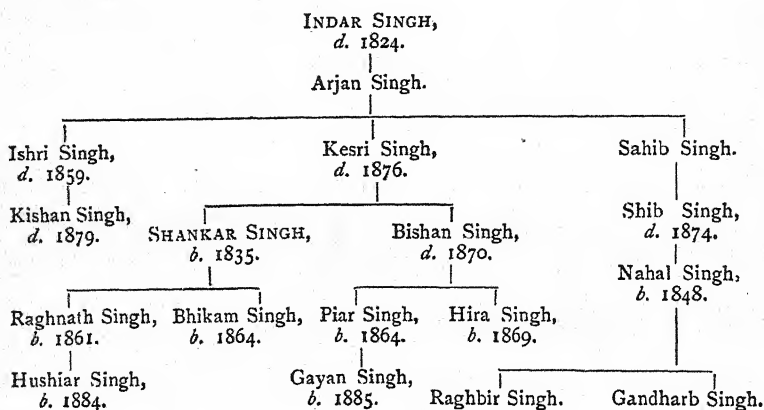 INDAR SINGH,
d. 1824.
Arjan Singh.
Ishri Singh,
d. 1859.
Kesri Singh,
d. 1876.
Sahib Singh.
Kishan Singh,
d. 1879.
SHANKAR SINGH,
b. 1835.
Bishan Singh,
d. 1870.
Shib Singh,
d. 1874.
Nahal Singh,
b. 1848.
Raghnath Singh,
b. 1861.
Bhikam Singh,
b. 1864.
Piar Singh,
b. 1864.
Hira Singh,
b. 1869.
Hushiar Singh,
b. 1884.
Gayan Singh,
b. 1885.
Raghbir Singh.
Gandharb Singh.